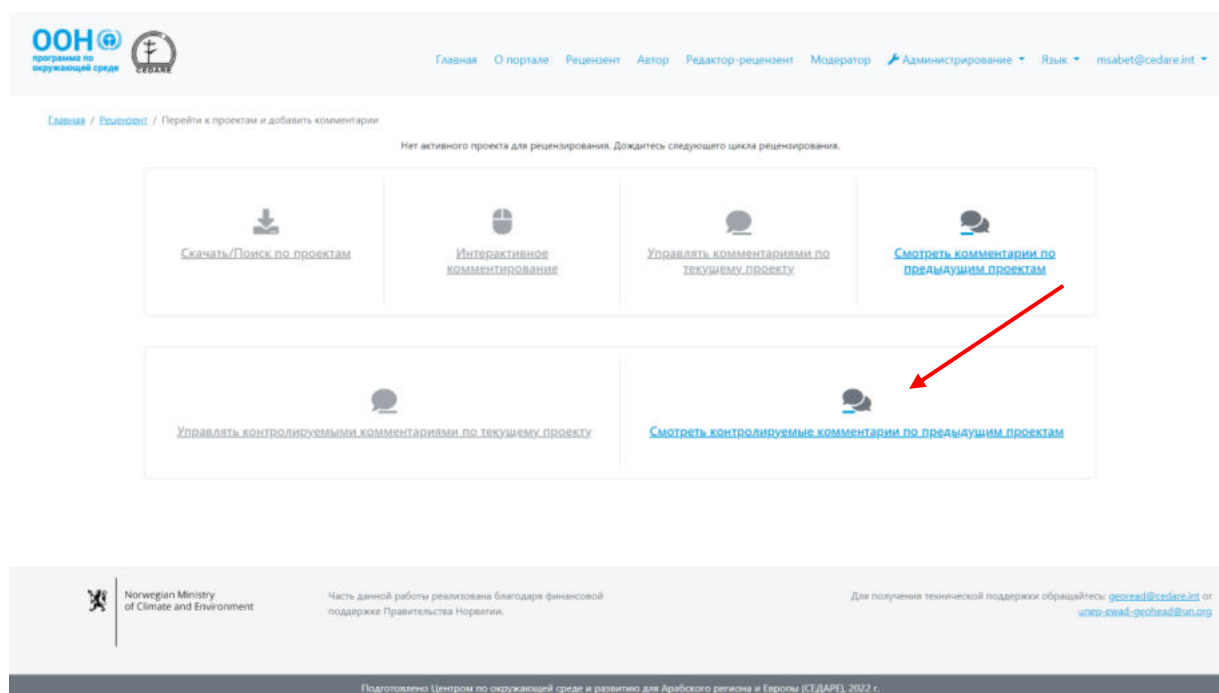 ООН
программа по
окружающей среде
CEDARE
Главная О портале Рецензент Автор Редактор-рецензент Модератор Администрирование Язык msabet@cedare.int
Главная / Рецензент / Перейти к проектам и добавить комментарии
Нет активного проекта для рецензирования. Дождитесь следующего цикла рецензирования.
Скачать/Поиск по проектам
Интерактивное
комментирование
Управлять комментариями по
текущему проекту
Смотреть комментарии по
предыдущим проектам
Управлять контролируемыми комментариями по текущему проекту
Смотреть контролируемые комментарии по предыдущим проектам
Norwegian Ministry
of Climate and Environment
Часть данной работы реализована благодаря финансовой
поддержке Правительства Норвегии.
Для получения технической поддержки обращайтесь: georead@cedare.int or
unep-ewad-geohead@un.org
Подготовлено Центром по окружающей среде и развитию для Арабского региона и Европы (СЕДАРЕ), 2022 г.